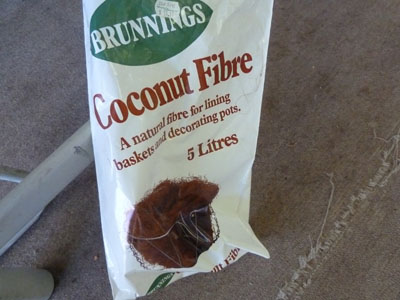 BRUNNINGS
Coconut Fibre
A natural fibre for lining
baskets and decorating pots.
5 Litres